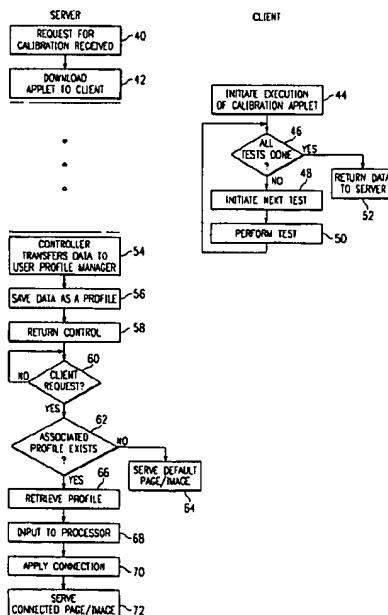 SERVER
CLIENT
REQUEST FOR
CALIBRATION RECEIVED
40
DOWNLOAD
APPLET TO CLIENT
42
INITIATE EXECUTION
OF CALIBRATION APPLET
44
46
ALL
TESTS DONE
?
YES
NO
48
RETURN DATA
TO SERVER
52
INITIATE NEXT TEST
PERFORM TEST
50
CONTROLLER
TRANSFERS DATA TO
USER PROFILE MANAGER
54
SAVE DATA AS A PROFILE
56
RETURN CONTROL
58
60
CLIENT
REQUEST?
NO
YES
62
ASSOCIATED
PROFILE EXISTS
?
NO
YES
66
SERVE DEFAULT
PAGE/IMAGE
64
RETRIEVE PROFILE
INPUT TO PROCESSOR
68
APPLY CONNECTION
70
SERVE
CONNECTED PAGE/IMAGE
72